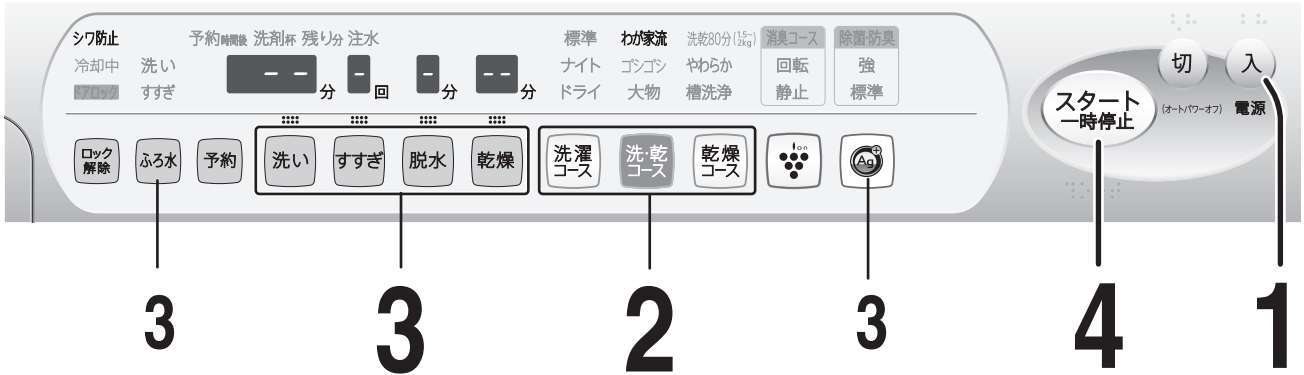 シワ防止 予約時間後 洗剤杯 残り分 注水 標準 わが家流 洗乾80分(1.5~2kg) 消臭コース 除菌・防臭 切 入
冷却中 洗い -- - - -- ナイト ゴシゴシ やわらか 回転 強
ドアロック すすぎ 分 回 分 分 ドライ 大物 槽洗浄 静止 標準
スタート
一時停止
(オートパワーオフ) 電源
ロック
解除
ふろ水 予約 洗い すすぎ 脱水 乾燥
洗濯
コース
洗・乾
コース
乾燥
コース
ion
Ag+
3 3 2 3 4 1